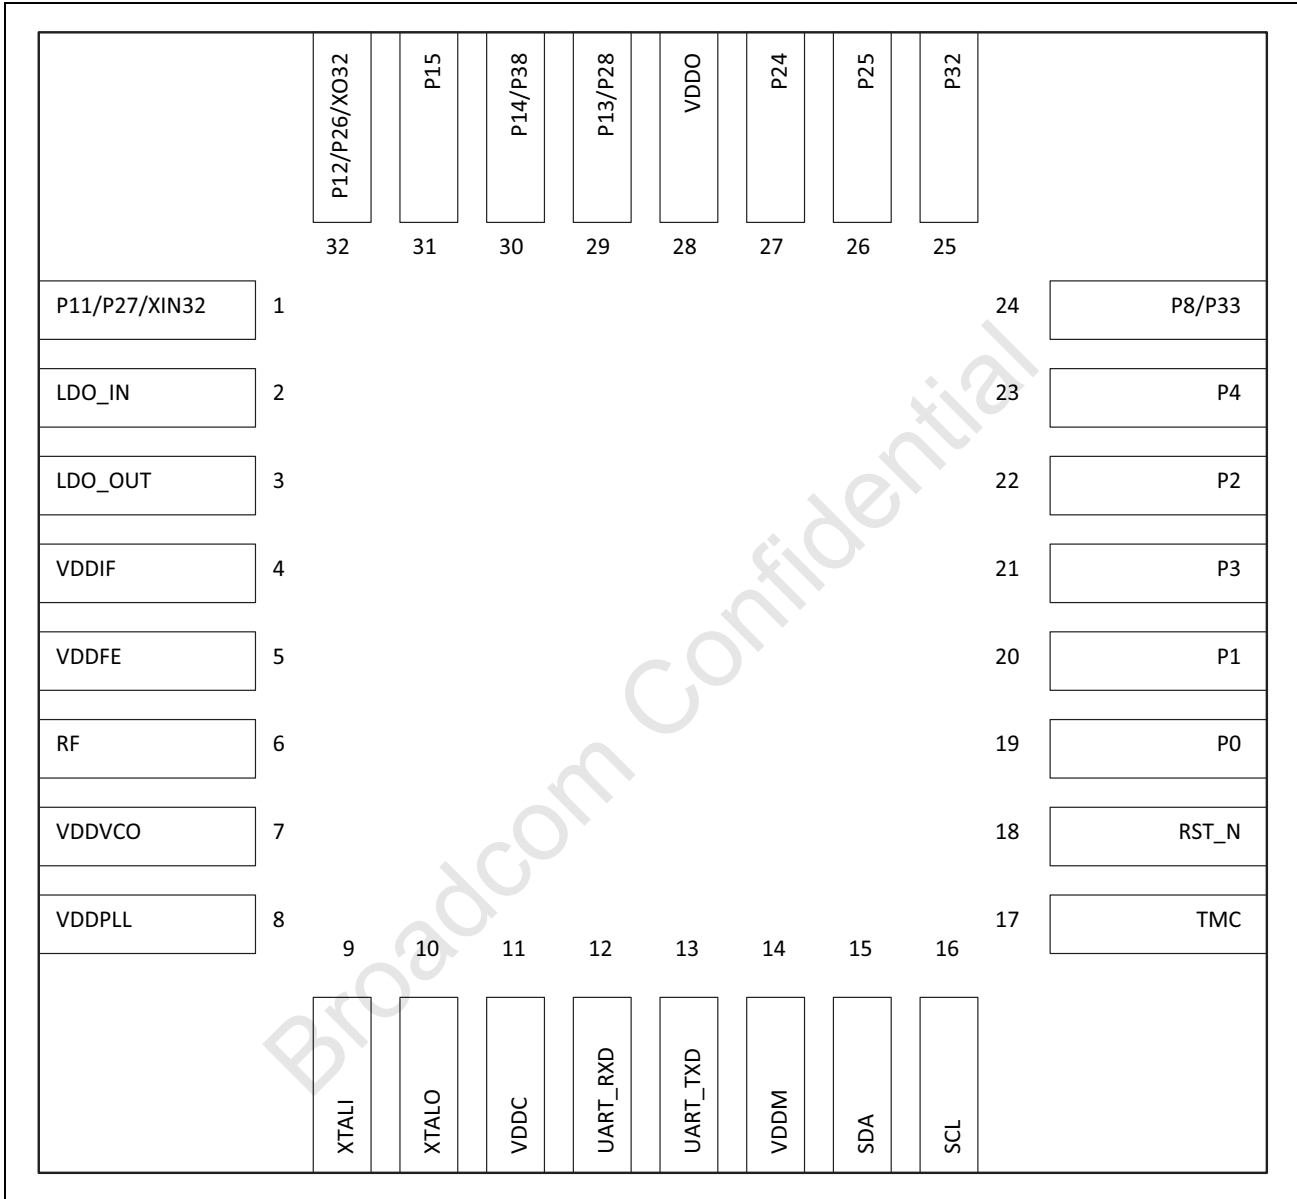 P12/P26/XO32
P15
P14/P38
P13/P28
VDDO
P24
P25
P32
32 31 30 29 28 27 26 25
P11/P27/XIN32 1 24 P8/P33
LDO_IN 2 23 P4
LDO_OUT 3 22 P2
VDDIF 4 21 P3
VDDFE 5 20 P1
RF 6 19 P0
VDDVCO 7 18 RST_N
VDDPLL 8 17 TMC
9 10 11 12 13 14 15 16
XTALI
XTALO
VDDC
UART_RXD
UART_TXD
VDDM
SDA
SCL
Broadcom Confidential